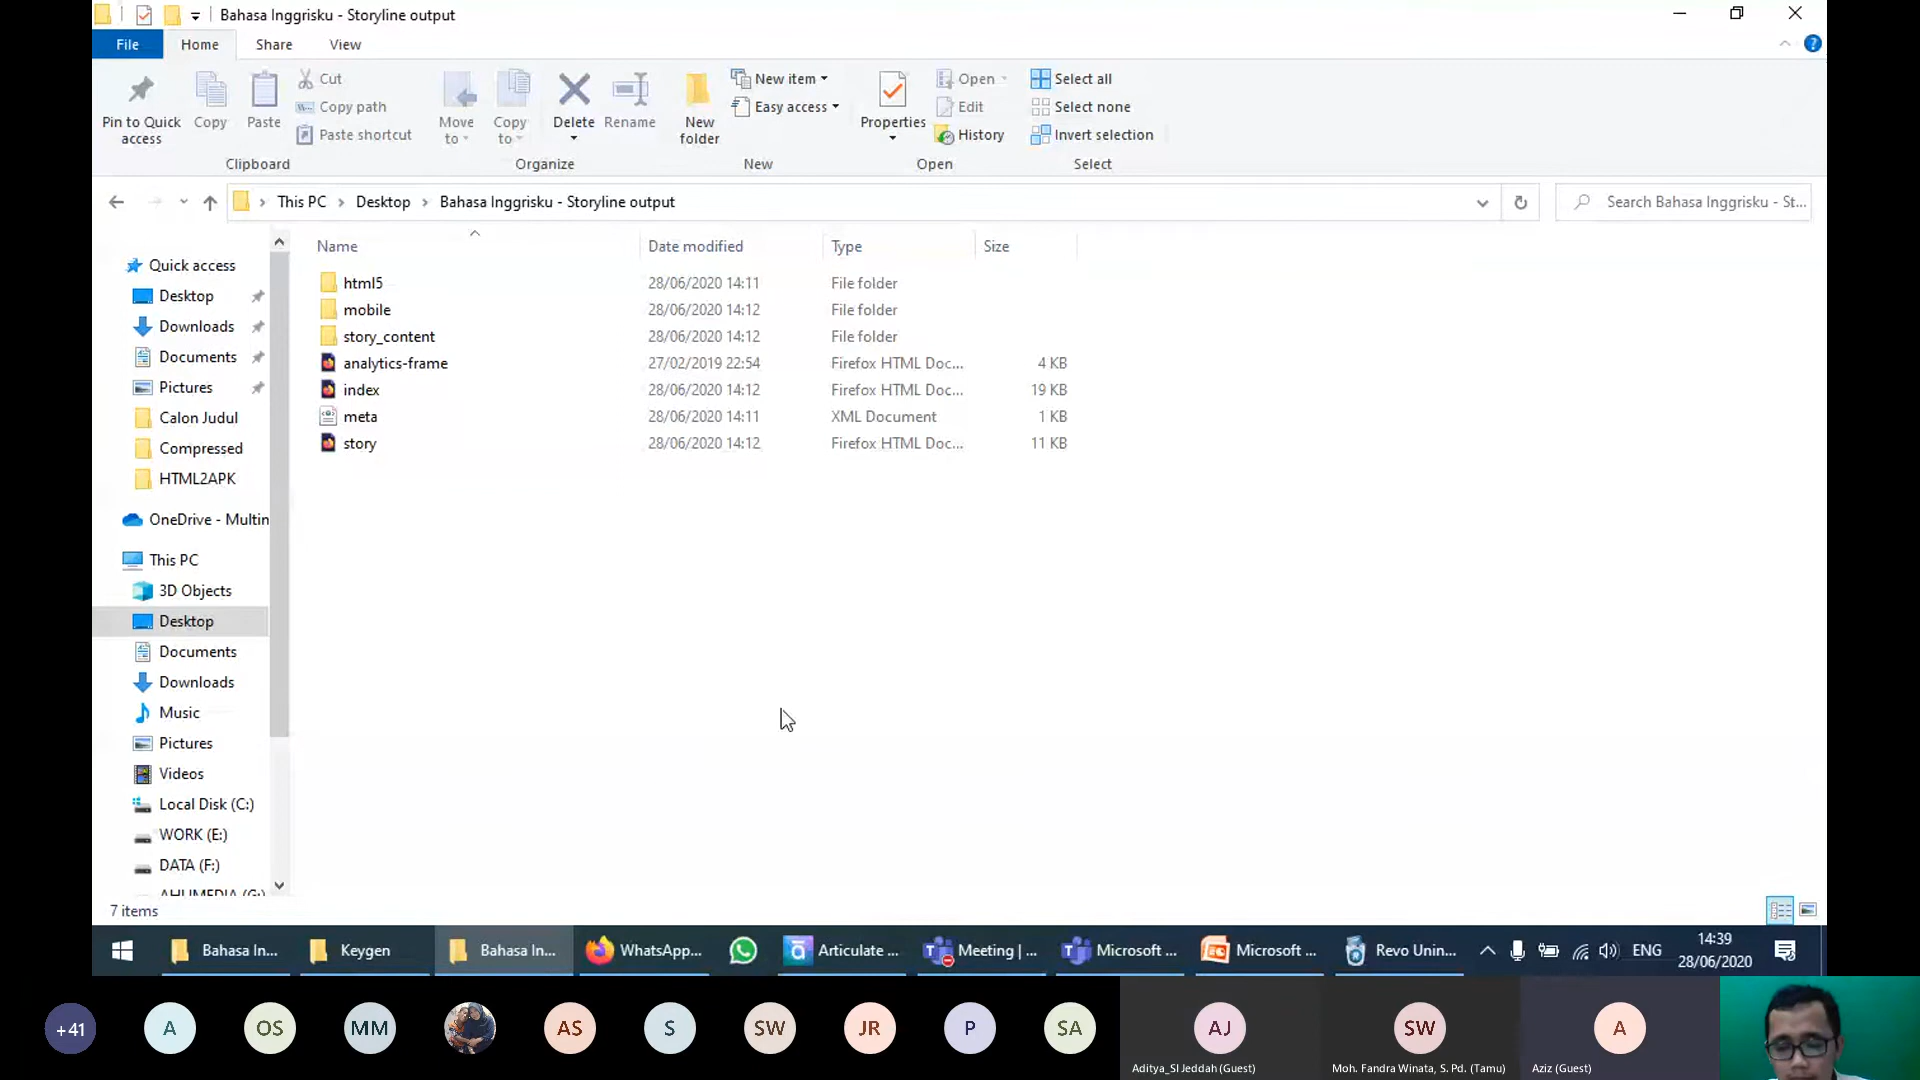 Bahasa Inggrisku - Storyline output
File Home Share View
Pin to Quick access
Copy
Paste
Cut
Copy path
Paste shortcut
Clipboard
Move to
Copy to
Delete
Rename
Organize
New folder
New item
Easy access
New
Properties
Open
Edit
History
Open
Select all
Select none
Invert selection
Select
This PC > Desktop > Bahasa Inggrisku - Storyline output
Search Bahasa Inggrisku - St...
Quick access
Desktop
Downloads
Documents
Pictures
Calon Judul
Compressed
HTML2APK
OneDrive - Multin
This PC
3D Objects
Desktop
Documents
Downloads
Music
Pictures
Videos
Local Disk (C:)
WORK (E:)
DATA (F:)
AHLIMEDIA (G:)
Name Date modified Type Size
html5 28/06/2020 14:11 File folder
mobile 28/06/2020 14:12 File folder
story_content 28/06/2020 14:12 File folder
analytics-frame 27/02/2019 22:54 Firefox HTML Doc... 4 KB
index 28/06/2020 14:12 Firefox HTML Doc... 19 KB
meta 28/06/2020 14:11 XML Document 1 KB
story 28/06/2020 14:12 Firefox HTML Doc... 11 KB
7 items
Bahasa In... Keygen Bahasa In... WhatsApp... Articulate ... Meeting | ... Microsoft ... Microsoft ... Revo Unin... ENG
14:39
28/06/2020
+41 A OS MM AS S SW JR P SA AJ SW A
Aditya_SI Jeddah (Guest) Moh. Fandra Winata, S. Pd. (Tamu) Aziz (Guest)